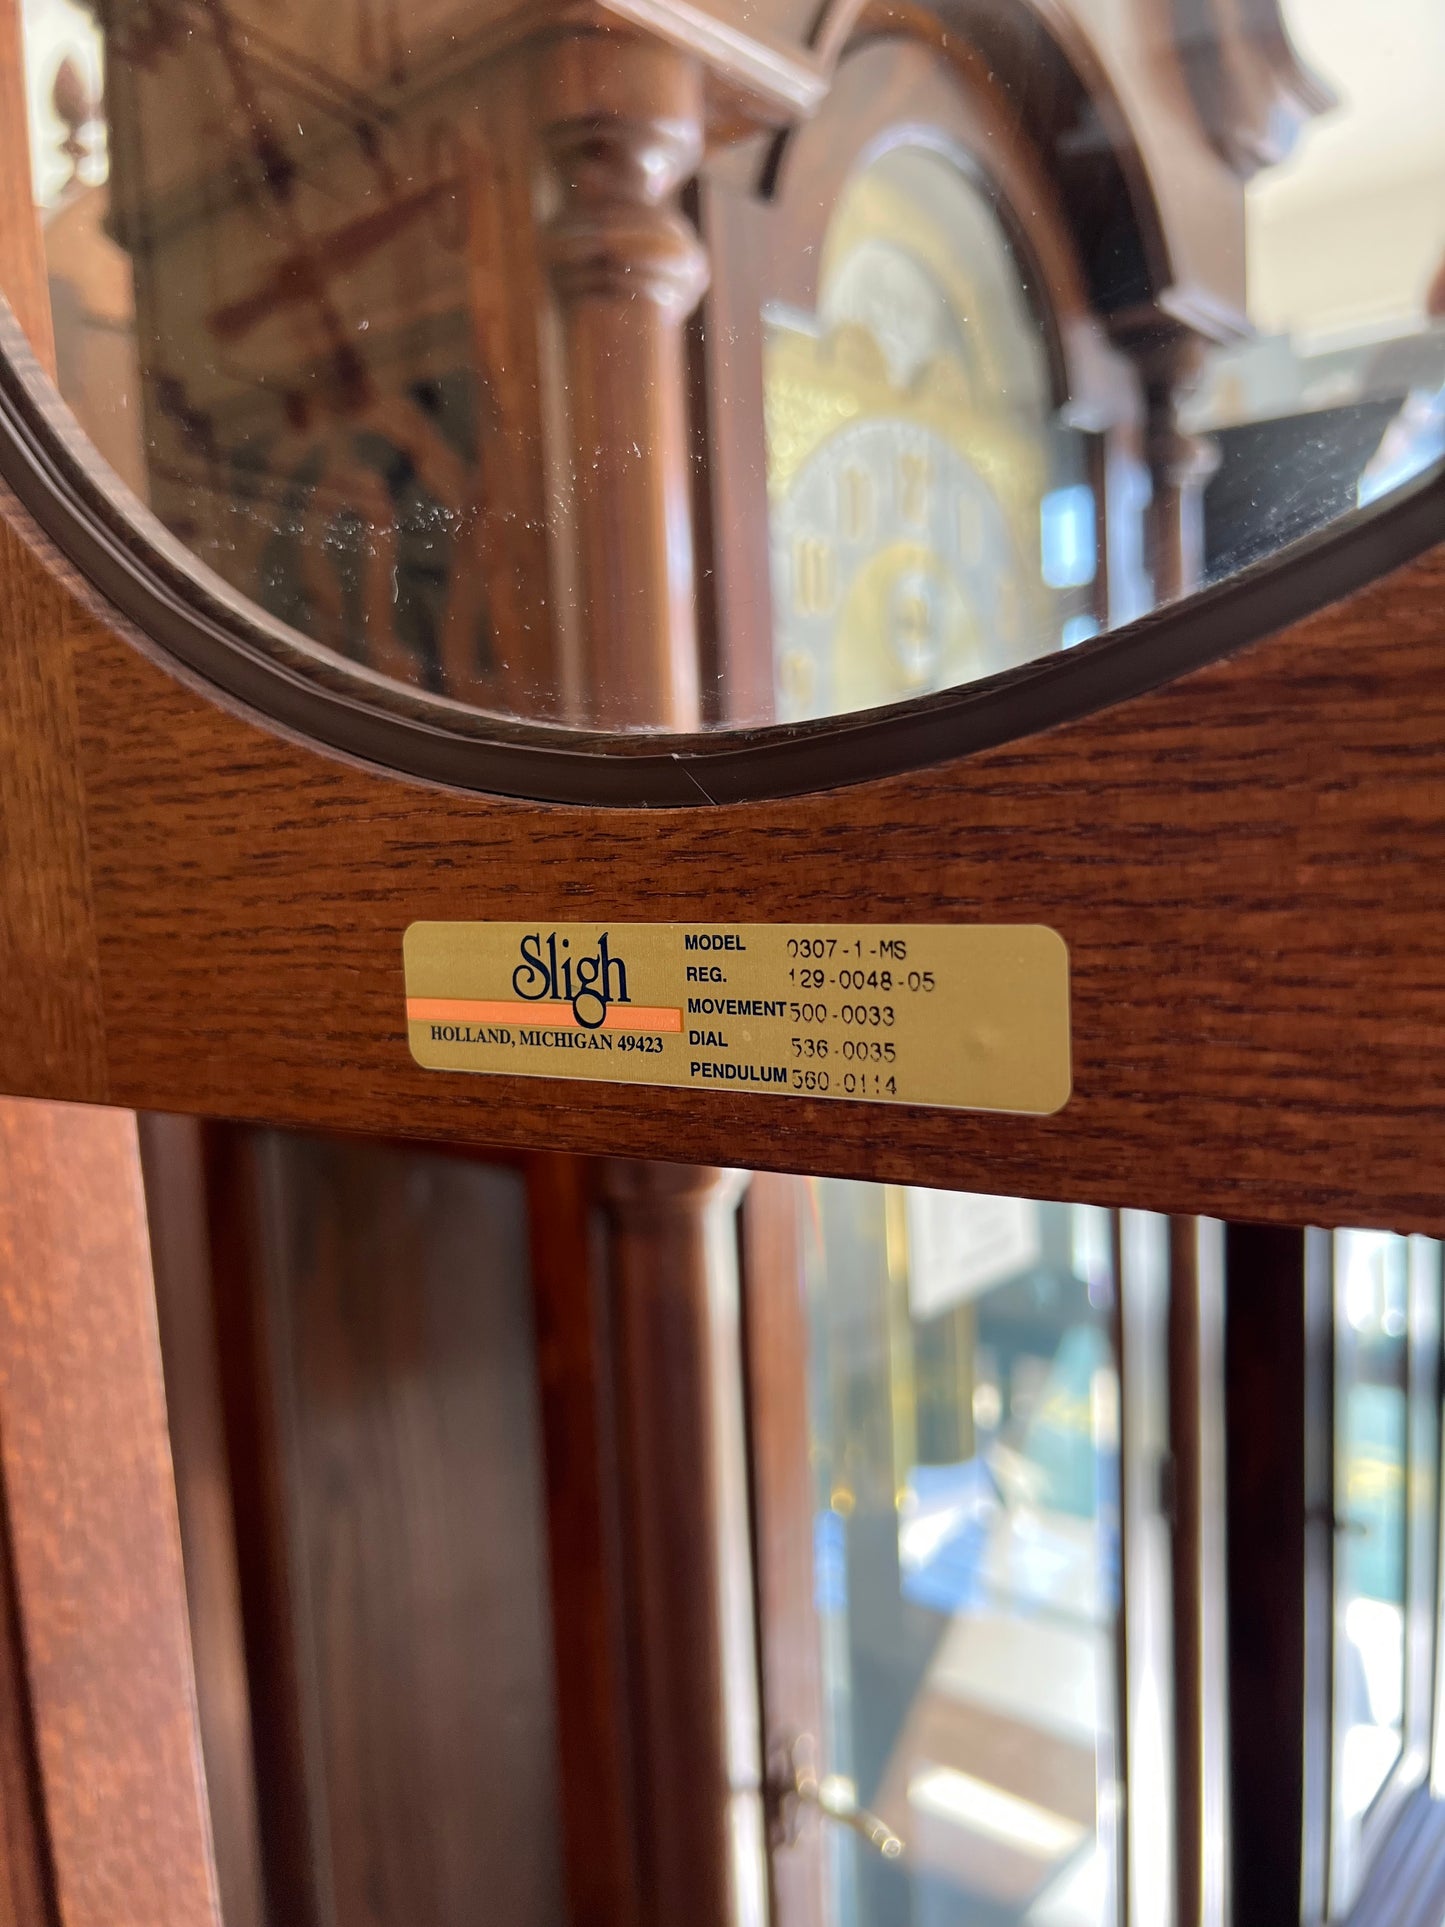 Sligh
HOLLAND, MICHIGAN 49423
MODEL 0307-1-MS
REG. 129-0048-05
MOVEMENT 500-0033
DIAL 536-0035
PENDULUM 560-0114